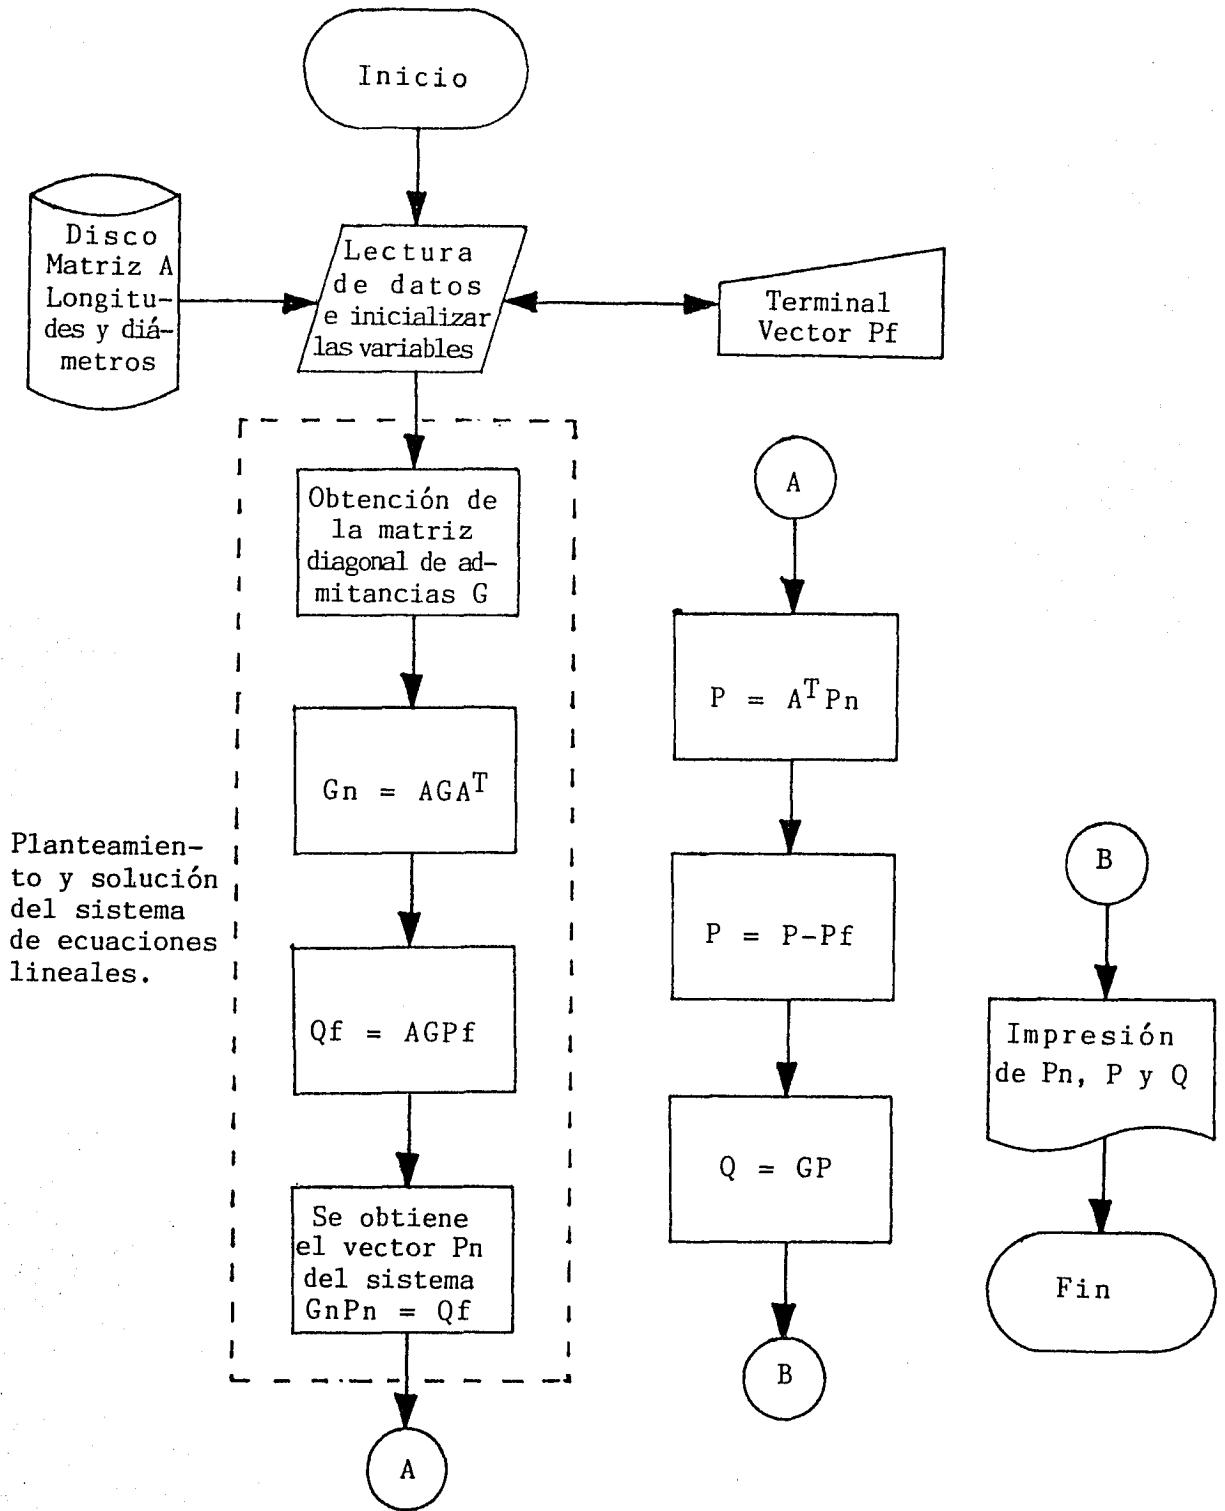 Inicio
Disco
Matriz A
Longitu-
des y diá-
metros
Lectura
de datos
e inicializar
las variables
Terminal
Vector Pf
Obtención de
la matriz
diagonal de ad-
mitancias G
Gn = AGA^T
Qf = AGPf
Se obtiene
el vector Pn
del sistema
GnPn = Qf
A
Planteamien-
to y solución
del sistema
de ecuaciones
lineales.
A
P = A^T Pn
P = P-Pf
Q = GP
B
B
Impresión
de Pn, P y Q
Fin